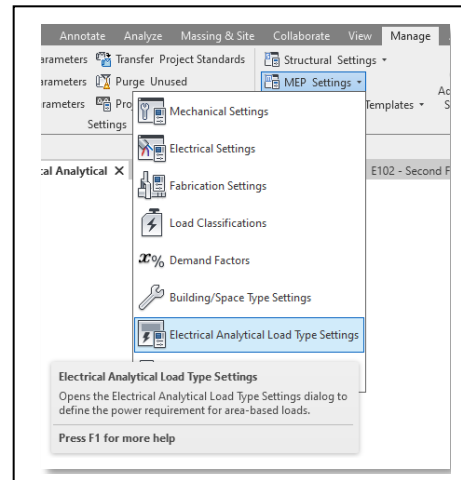 Annotate Analyze Massing & Site Collaborate View Manage
arameters Transfer Project Standards Structural Settings
arameters Purge Unused MEP Settings
rameters Pro Templates
Ad
S
Settings
Mechanical Settings
cal Analytical X E102 - Second F
Electrical Settings
Fabrication Settings
Load Classifications
x% Demand Factors
Building/Space Type Settings
Electrical Analytical Load Type Settings
Electrical Analytical Load Type Settings
Opens the Electrical Analytical Load Type Settings dialog to
define the power requirement for area-based loads.
Press F1 for more help